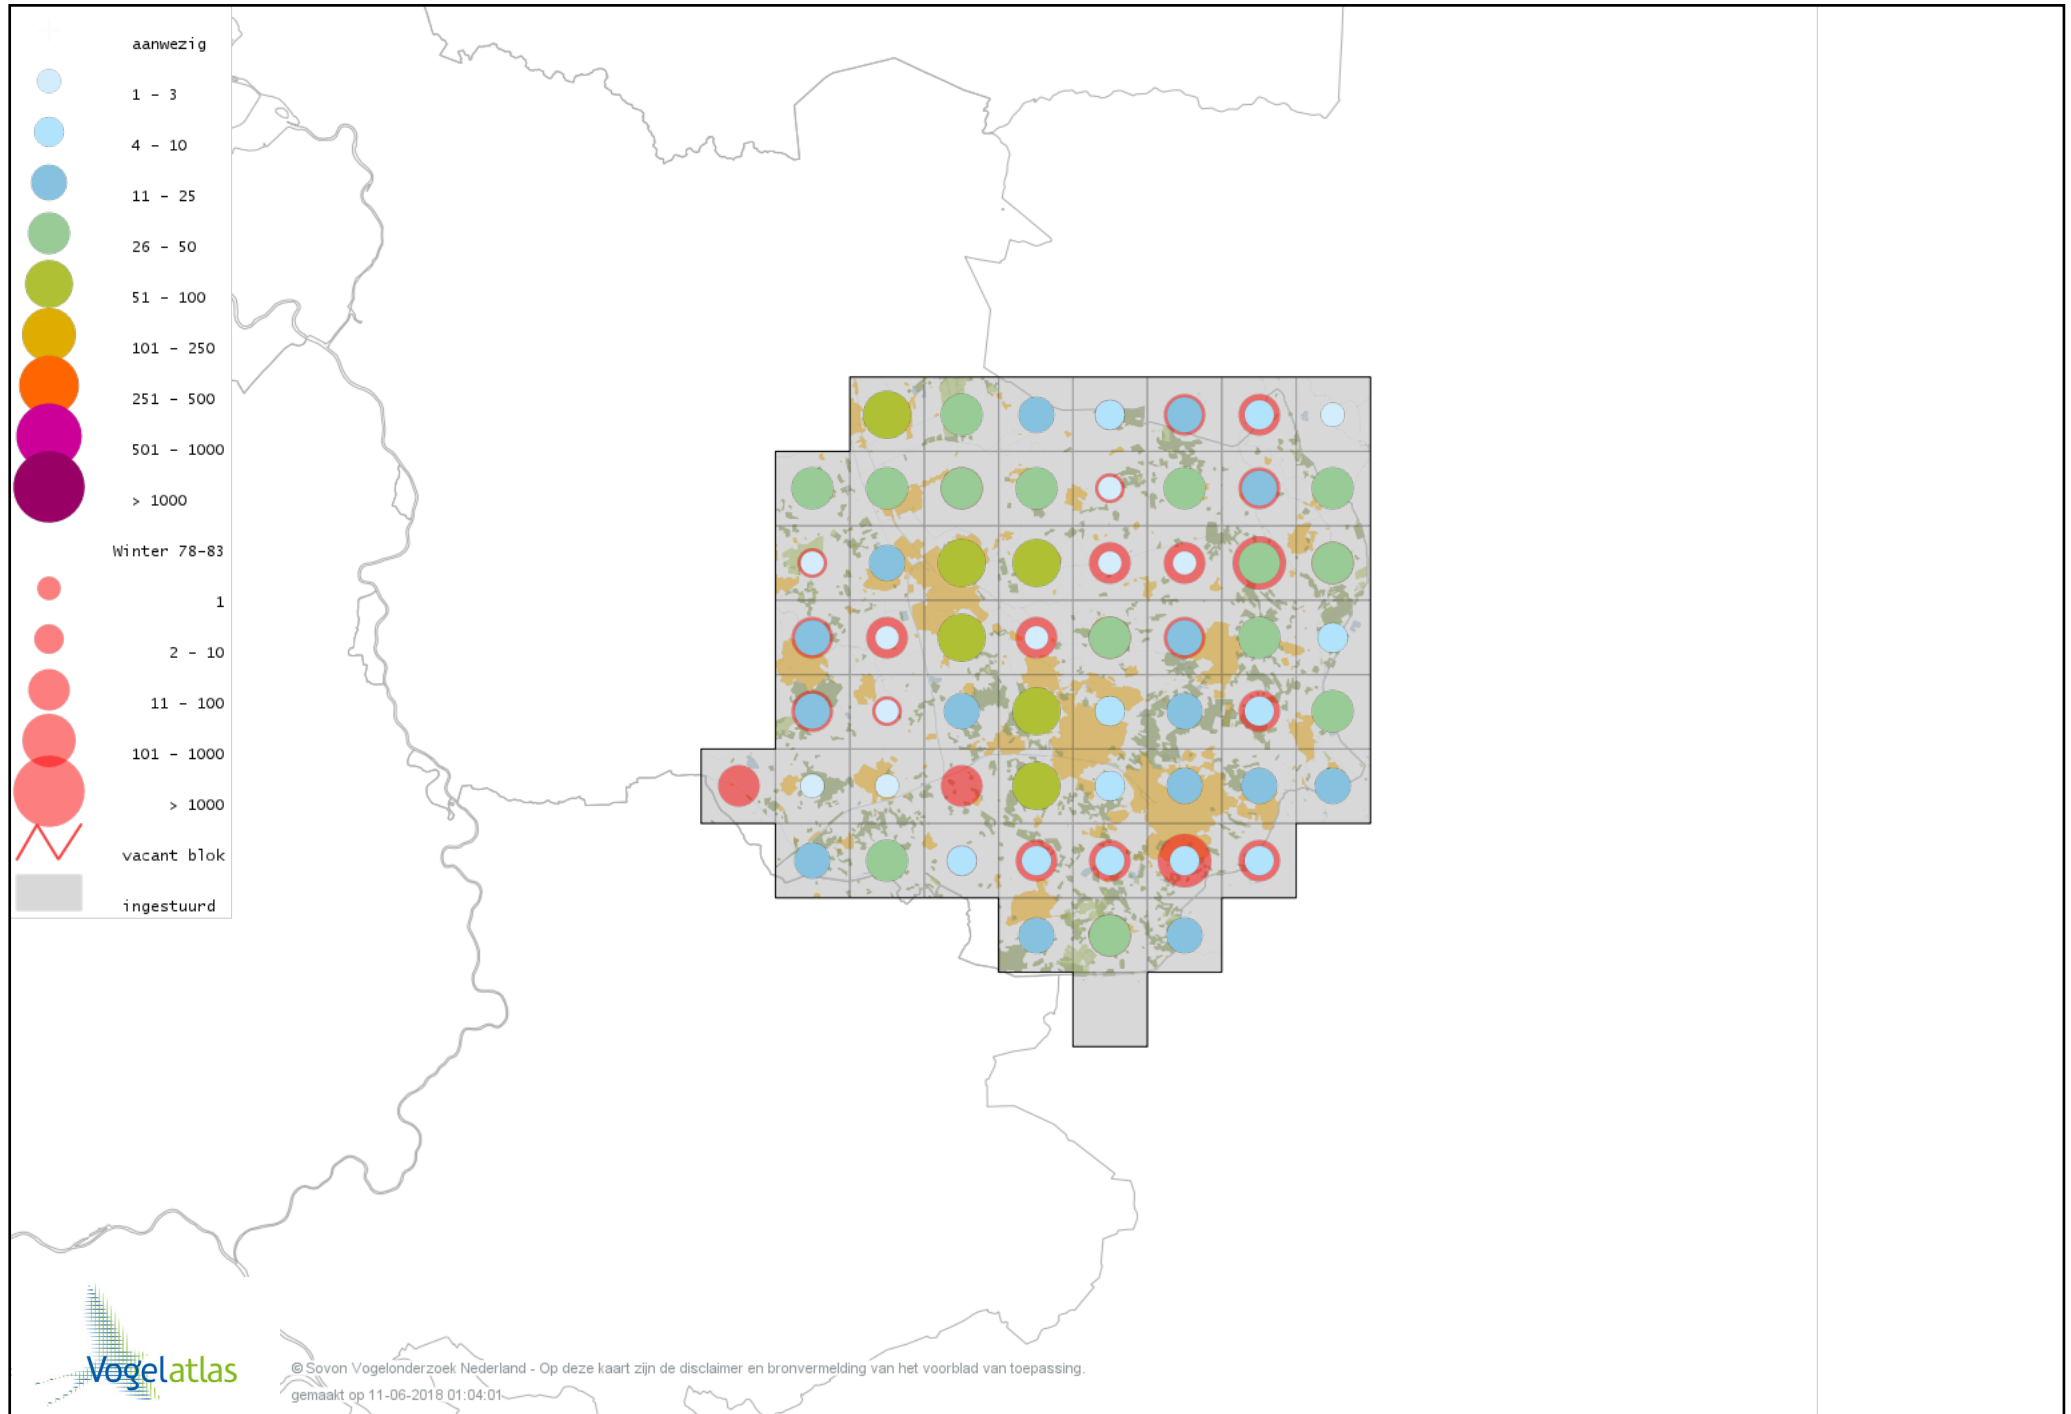 aanwezig
1 - 3
4 - 10
11 - 25
26 - 50
51 - 100
101 - 250
251 - 500
501 - 1000
> 1000
Winter 78-83
1
2 - 10
11 - 100
101 - 1000
> 1000
vacant blok
ingestuurd
Vogelatlas
© Sovon Vogelonderzoek Nederland - Op deze kaart zijn de disclaimer en bronvermelding van het voorblad van toepassing.
gemaakt op 11-06-2018 01:04:01